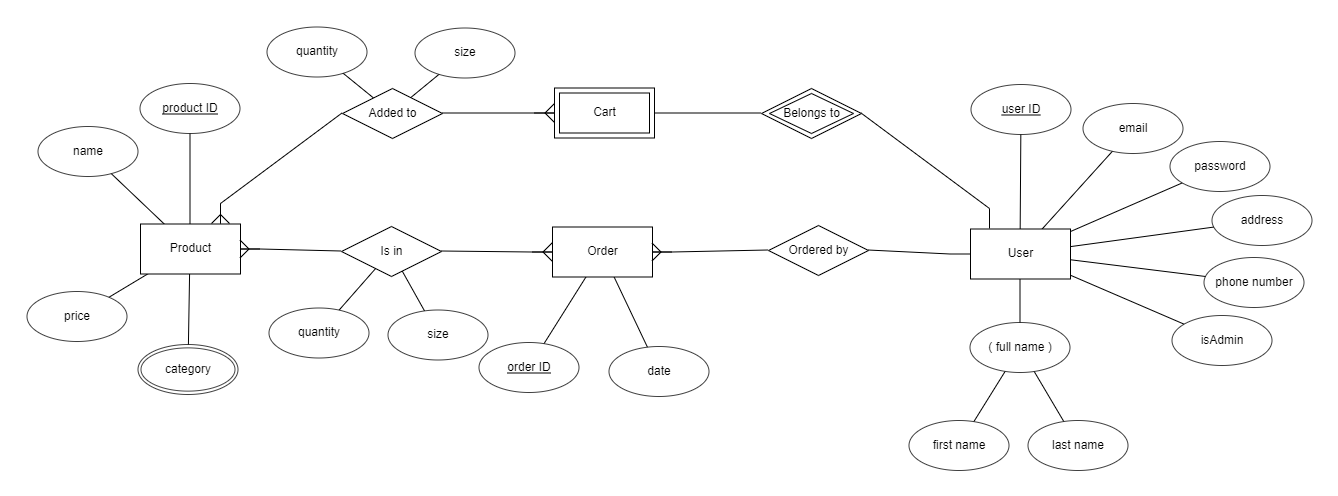 quantity
size
product ID
Added to
Cart
Belongs to
user ID
email
name
password
address
Product
Is in
Order
Ordered by
User
phone number
price
quantity
size
isAdmin
( full name )
category
order ID
date
first name
last name